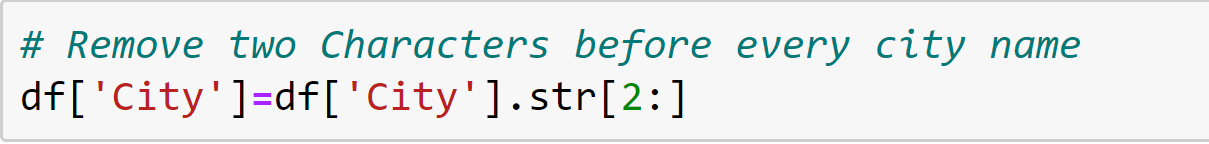 # Remove two Characters before every city name
df['City']=df['City'].str[2:]